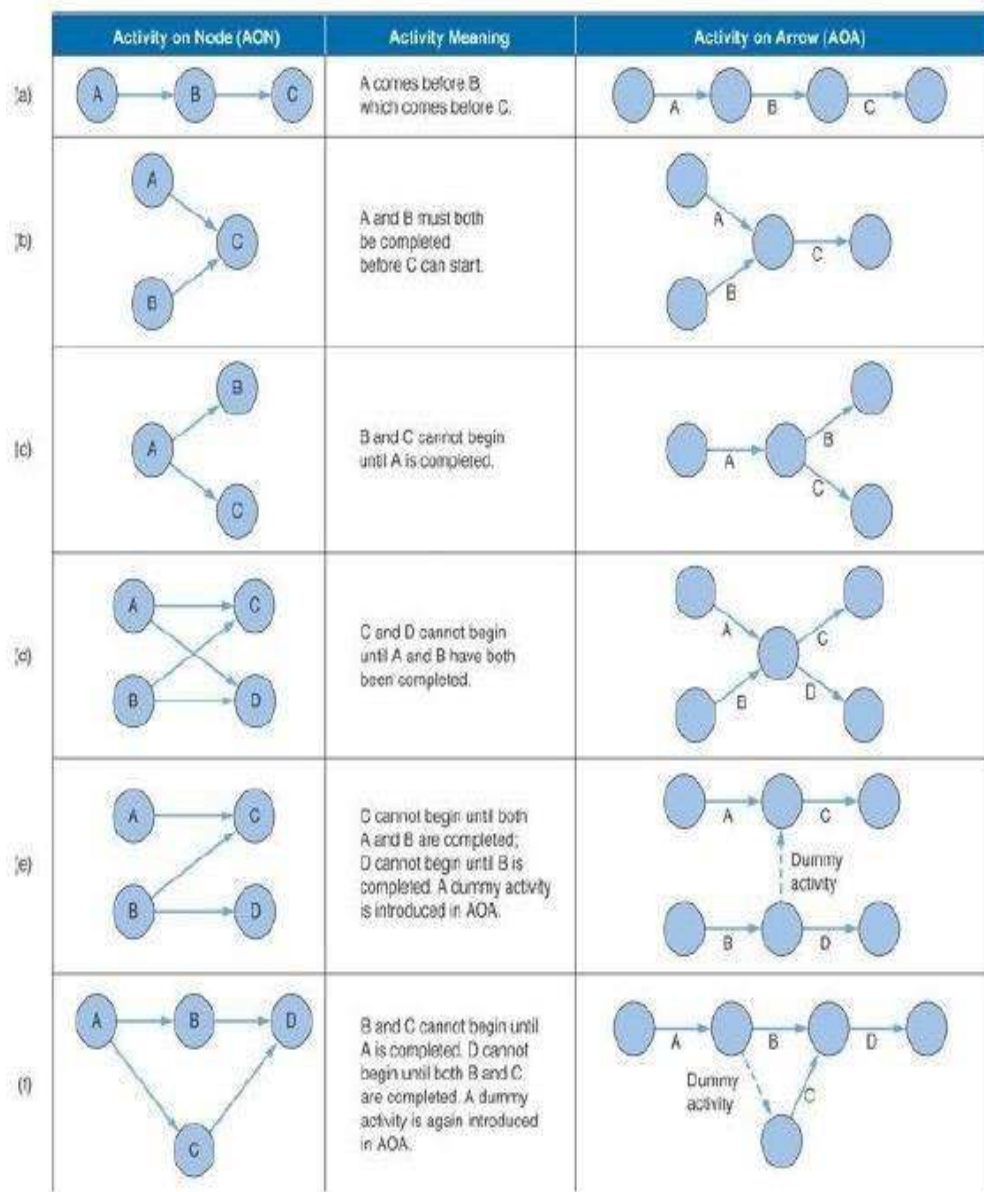 Activity on Node (AON)
Activity Meaning
Activity on Arrow (AOA)
(a)
A
B
C
A comes before B,
which comes before C.
A
B
C
(b)
A
C
B
A and B must both
be completed
before C can start.
A
C
B
(c)
B
A
C
B and C cannot begin
until A is completed.
B
A
C
(d)
A
C
B
D
C and D cannot begin
until A and B have both
been completed.
A
C
B
D
(e)
A
C
B
D
C cannot begin until both
A and B are completed;
D cannot begin until B is
completed. A dummy activity
is introduced in AOA.
A
C
Dummy
activity
B
D
(f)
A
B
D
C
B and C cannot begin until
A is completed. D cannot
begin until both B and C
are completed. A dummy
activity is again introduced
in AOA.
A
B
D
Dummy
activity
C